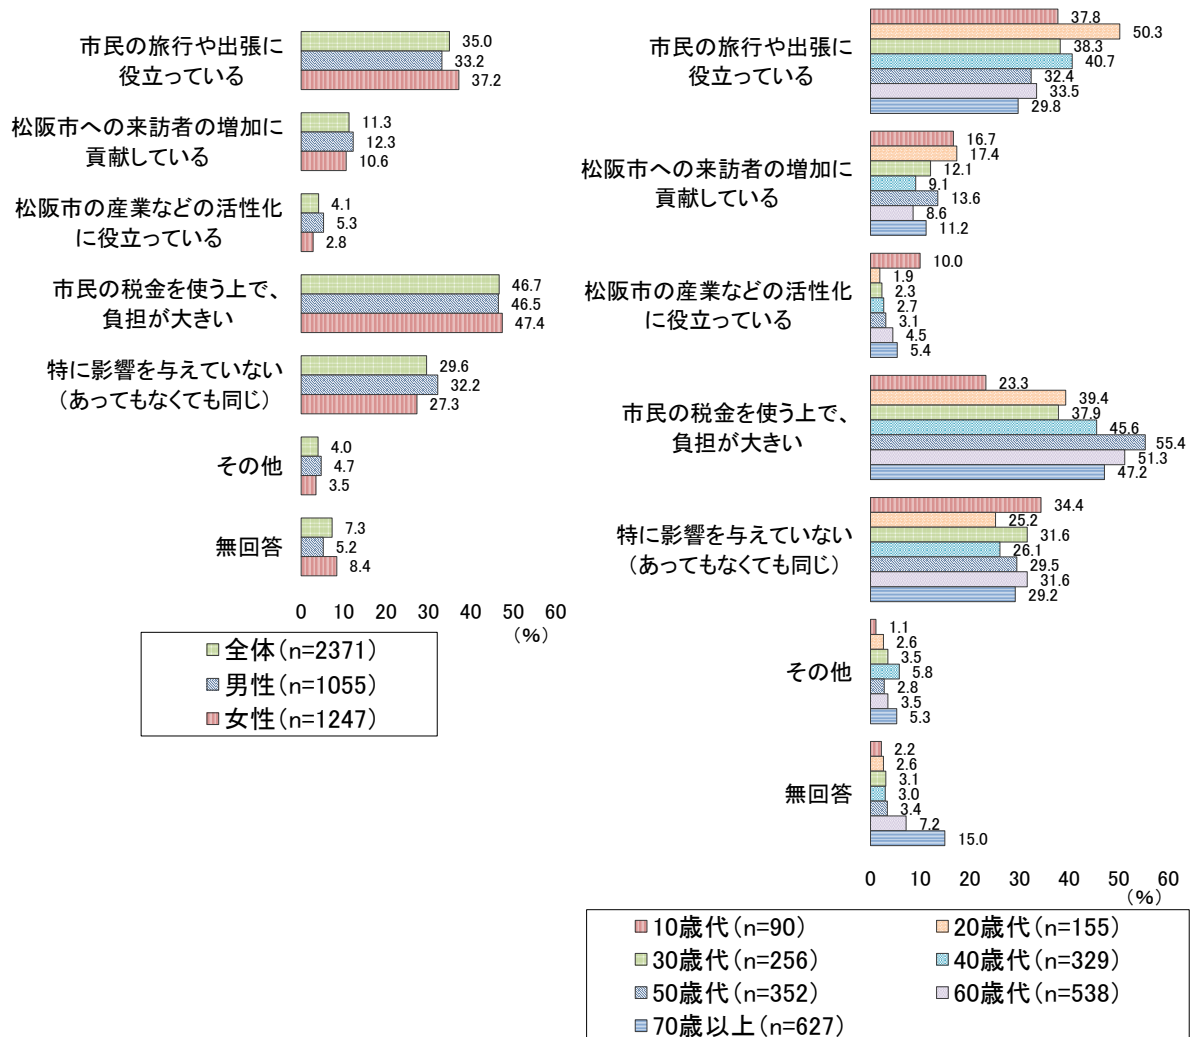 市民の旅行や出張に
役立っている
35.0
33.2
37.2
松阪市への来訪者の増加に
貢献している
11.3
12.3
10.6
松阪市の産業などの活性化
に役立っている
4.1
5.3
2.8
市民の税金を使う上で、
負担が大きい
46.7
46.5
47.4
特に影響を与えていない
（あってもなくても同じ）
29.6
32.2
27.3
その他
4.0
4.7
3.5
無回答
7.3
5.2
8.4
0 10 20 30 40 50 60
（%）
全体（n=2371）
男性（n=1055）
女性（n=1247）
市民の旅行や出張に
役立っている
37.8
50.3
38.3
40.7
32.4
33.5
29.8
松阪市への来訪者の増加に
貢献している
16.7
17.4
12.1
9.1
13.6
8.6
11.2
松阪市の産業などの活性化
に役立っている
10.0
1.9
2.3
2.7
3.1
4.5
5.4
市民の税金を使う上で、
負担が大きい
23.3
39.4
37.9
45.6
55.4
51.3
47.2
特に影響を与えていない
（あってもなくても同じ）
34.4
25.2
31.6
26.1
29.5
31.6
29.2
その他
1.1
2.6
3.5
5.8
2.8
3.5
5.3
無回答
2.2
2.6
3.1
3.0
3.4
7.2
15.0
0 10 20 30 40 50 60
（%）
10歳代（n=90） 20歳代（n=155）
30歳代（n=256） 40歳代（n=329）
50歳代（n=352） 60歳代（n=538）
70歳以上（n=627）